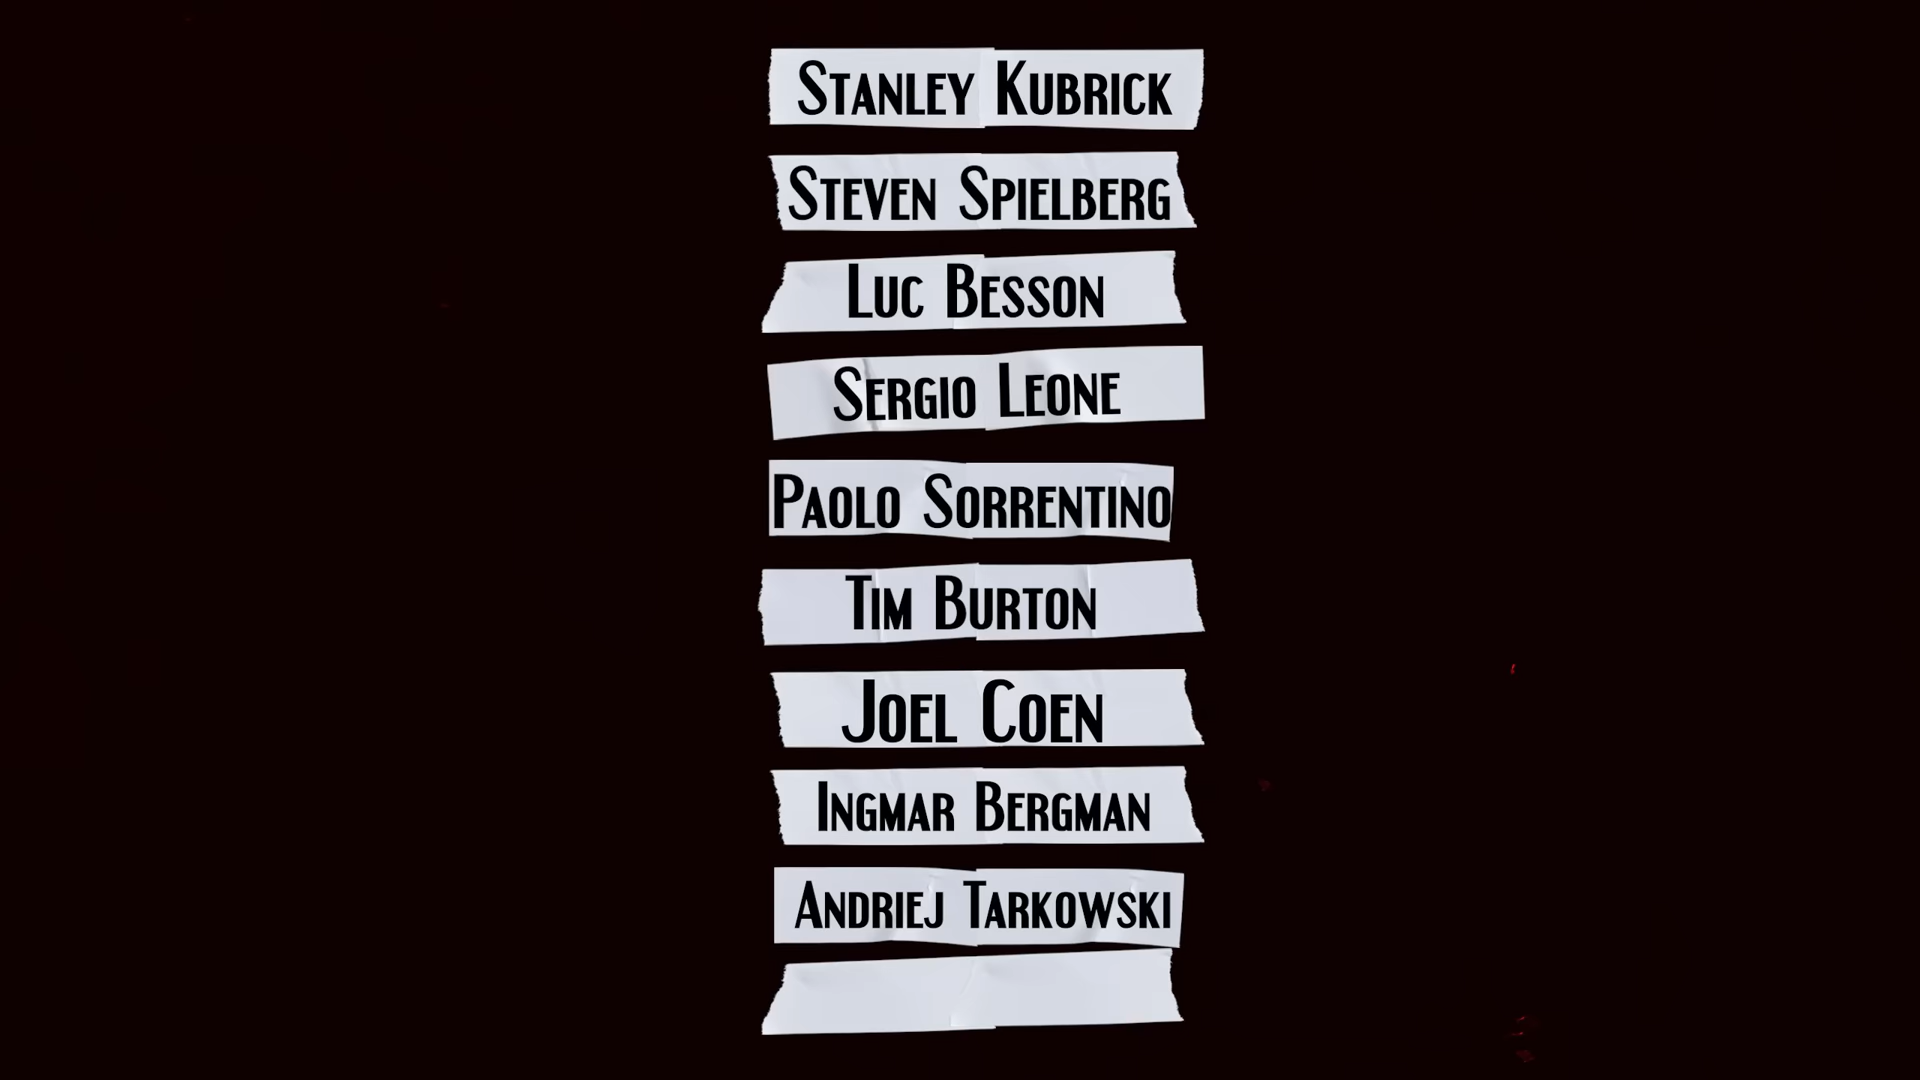 Stanley Kubrick
Steven Spielberg
Luc Besson
Sergio Leone
Paolo Sorrentino
Tim Burton
Joel Coen
Ingmar Bergman
Andriej Tarkowski